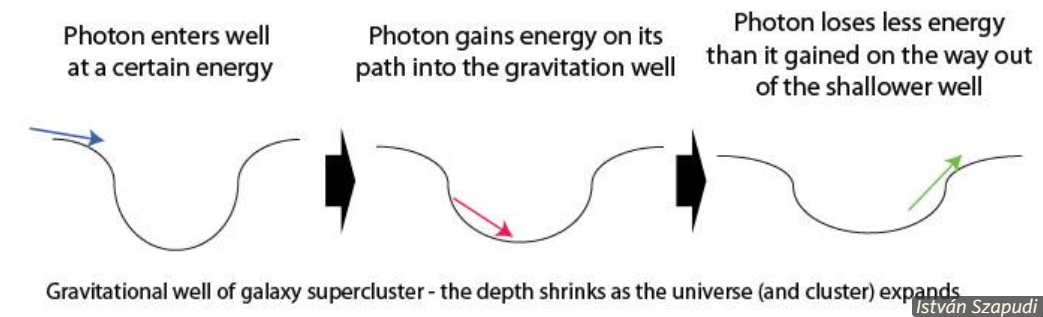 Photon enters well
at a certain energy
Photon gains energy on its
path into the gravitation well
Photon loses less energy
than it gained on the way out
of the shallower well
Gravitational well of galaxy supercluster - the depth shrinks as the universe (and cluster) expands
István Szapudi